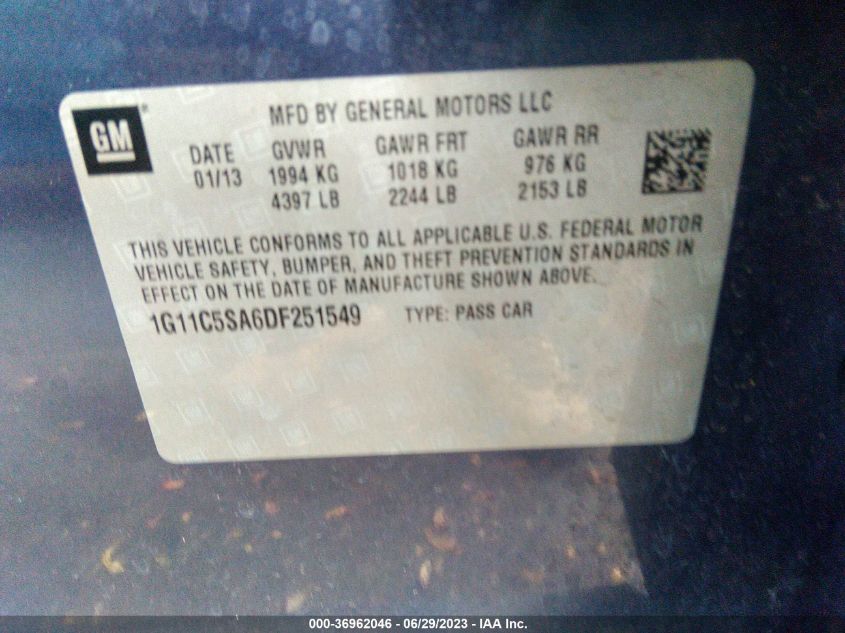 GM®
MFD BY GENERAL MOTORS LLC
DATE GVWR GAWR FRT GAWR RR
01/13 1994 KG 1018 KG 976 KG
4397 LB 2244 LB 2153 LB
THIS VEHICLE CONFORMS TO ALL APPLICABLE U.S. FEDERAL MOTOR
VEHICLE SAFETY, BUMPER, AND THEFT PREVENTION STANDARDS IN
EFFECT ON THE DATE OF MANUFACTURE SHOWN ABOVE.
1G11C5SA6DF251549 TYPE: PASS CAR
000-36962046 - 06/29/2023 - IAA Inc.